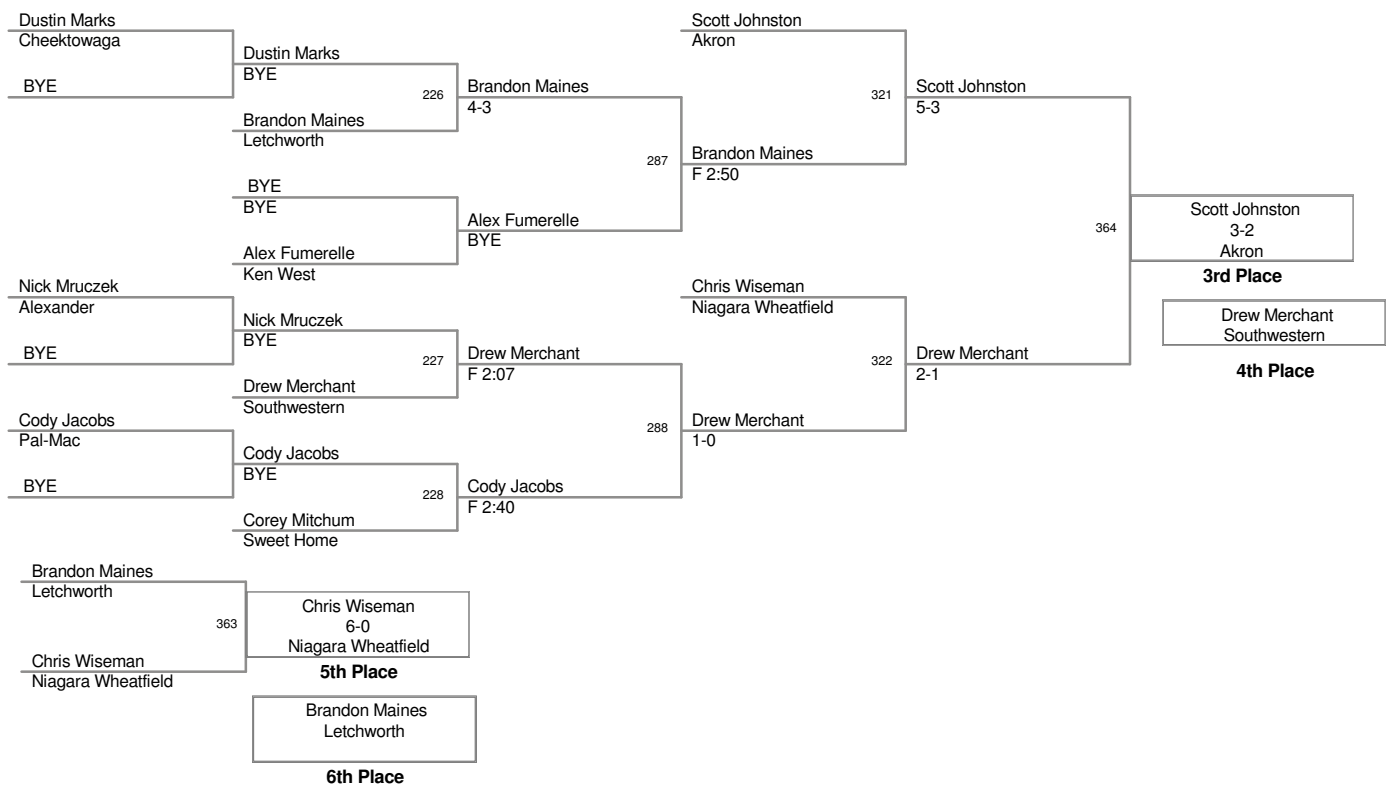 Dustin Marks
Cheektowaga
BYE
Dustin Marks
BYE
226
Brandon Maines
Letchworth
Brandon Maines
4-3
BYE
BYE
Alex Fumerelle
Ken West
Alex Fumerelle
BYE
287
Brandon Maines
F 2:50
Scott Johnston
Akron
321
Scott Johnston
5-3
Nick Mruczek
Alexander
BYE
Nick Mruczek
BYE
227
Drew Merchant
Southwestern
Drew Merchant
F 2:07
Cody Jacobs
Pal-Mac
BYE
Cody Jacobs
BYE
228
Corey Mitchum
Sweet Home
Cody Jacobs
F 2:40
288
Drew Merchant
1-0
Chris Wiseman
Niagara Wheatfield
322
Drew Merchant
2-1
364
Scott Johnston
3-2
Akron
3rd Place
Drew Merchant
Southwestern
4th Place
Brandon Maines
Letchworth
363
Chris Wiseman
Niagara Wheatfield
Chris Wiseman
6-0
Niagara Wheatfield
5th Place
Brandon Maines
Letchworth
6th Place